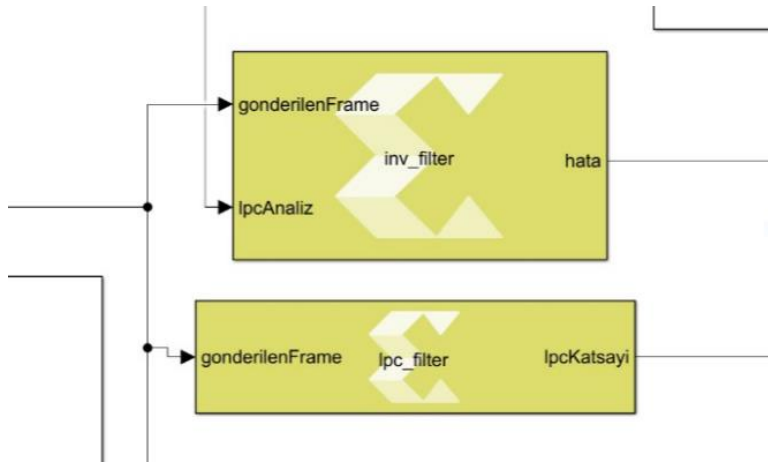 gonderilenFrame
inv_filter
hata
lpcAnaliz
gonderilenFrame
lpc_filter
lpcKatsayi